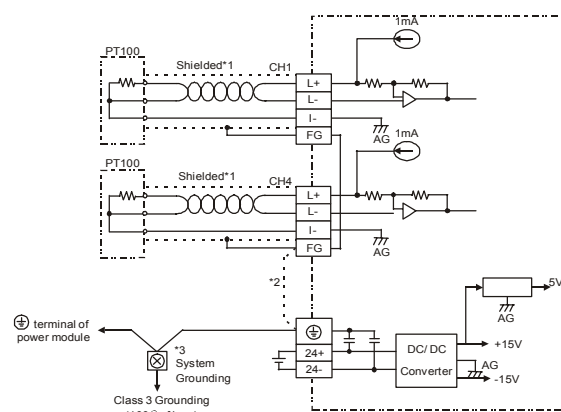 1mA
PT100
Shielded*1
CH1
L+
L-
I-
AG
FG
1mA
PT100
Shielded*1
CH4
L+
L-
I-
AG
FG
*2
5V
AG
terminal of
power module
*3
System
Grounding
24+
24-
DC/ DC
Converter
+15V
AG
-15V
Class 3 Grounding